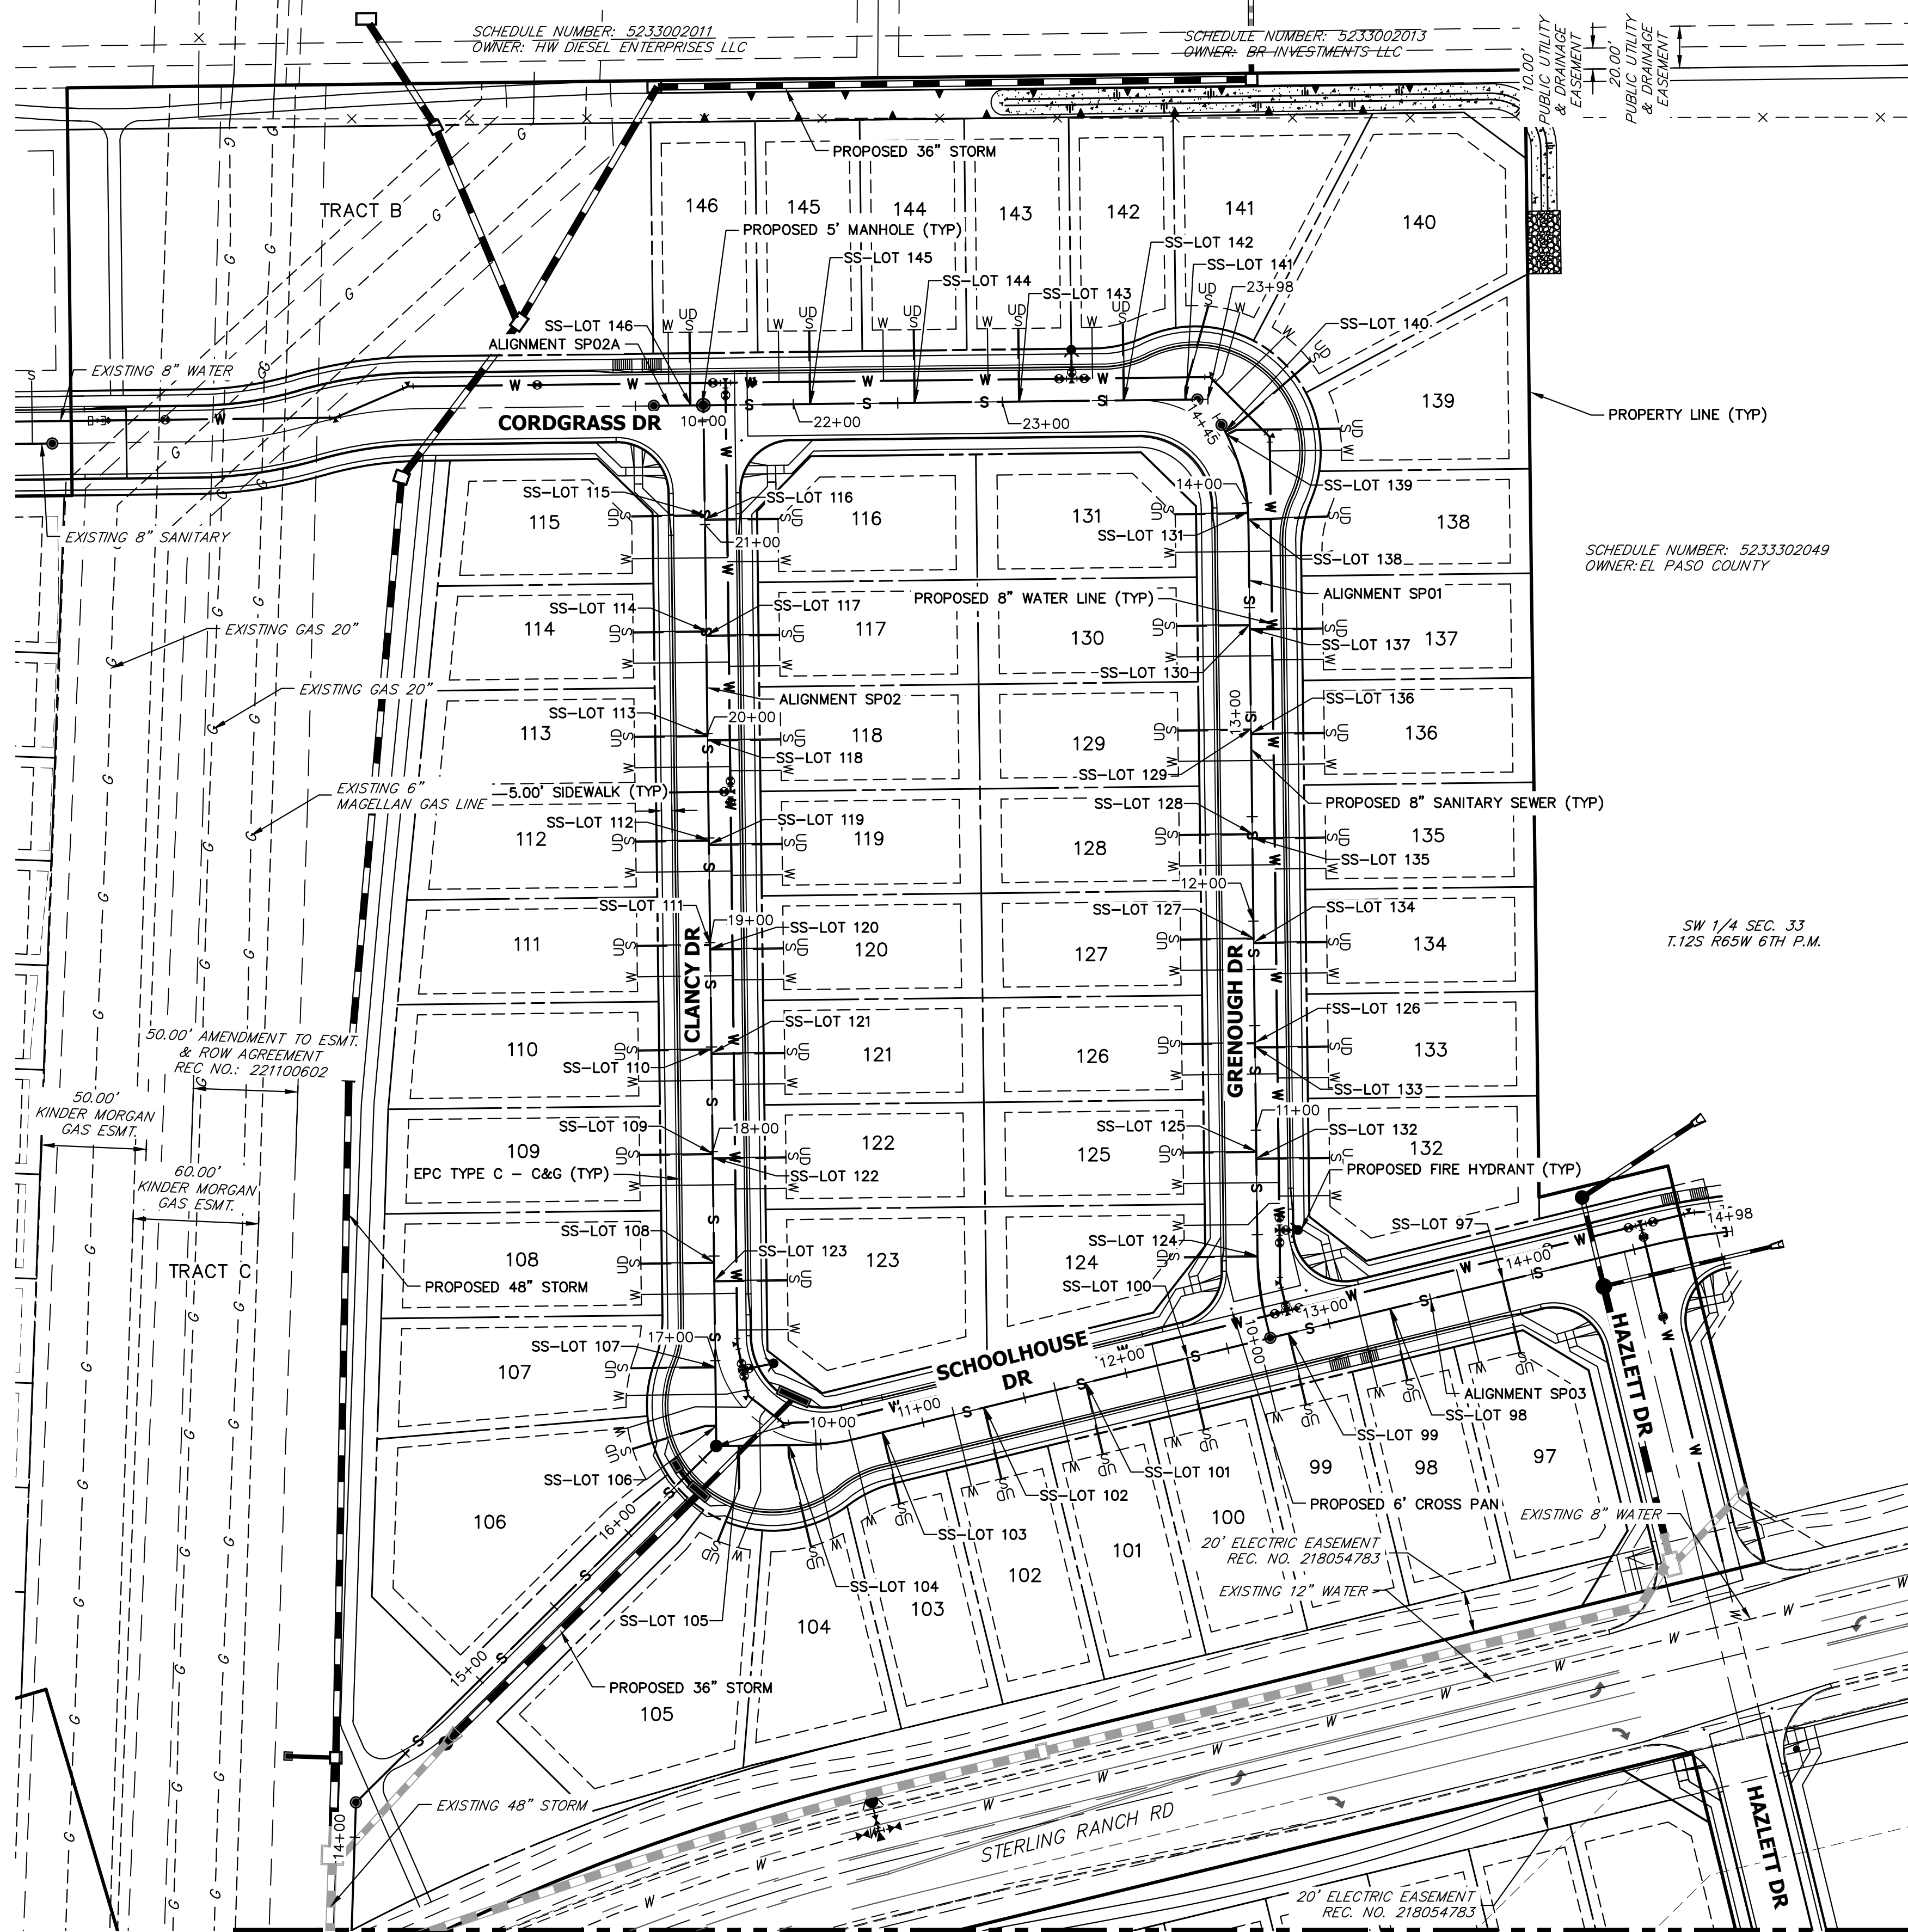 SCHEDULE NUMBER: 5233002011
OWNER: HW DIESEL ENTERPRISES LLC
SCHEDULE NUMBER: 5233002013
OWNER: BR INVESTMENTS LLC
10.00'
PUBLIC UTILITY
& DRAINAGE
EASEMENT
20.00'
PUBLIC UTILITY
& DRAINAGE
EASEMENT
PROPOSED 36" STORM
TRACT B
146
145
144
143
142
141
140
PROPOSED 5' MANHOLE (TYP)
SS-LOT 142
SS-LOT 145
SS-LOT 141
SS-LOT 144
23+98
SS-LOT 143
SS-LOT 146
SS-LOT 140
ALIGNMENT SP02A
EXISTING 8" WATER
139
PROPERTY LINE (TYP)
CORDGRASS DR
10+00
22+00
23+00
14+45
SS-LOT 115
SS-LOT 116
14+00
SS-LOT 139
115
116
131
138
EXISTING 8" SANITARY
21+00
SS-LOT 131
SS-LOT 138
SCHEDULE NUMBER: 5233302049
OWNER: EL PASO COUNTY
PROPOSED 8" WATER LINE (TYP)
ALIGNMENT SP01
SS-LOT 114
SS-LOT 117
EXISTING GAS 20"
114
117
130
137
SS-LOT 137
SS-LOT 130
EXISTING GAS 20"
ALIGNMENT SP02
SS-LOT 136
SS-LOT 113
20+00
13+00
113
118
129
136
SS-LOT 118
SS-LOT 129
EXISTING 6"
MAGELLAN GAS LINE
5.00' SIDEWALK (TYP)
SS-LOT 128
PROPOSED 8" SANITARY SEWER (TYP)
SS-LOT 112
SS-LOT 119
112
119
128
135
SS-LOT 135
12+00
SS-LOT 111
19+00
SS-LOT 127
SS-LOT 134
SS-LOT 120
111
120
127
134
SW 1/4 SEC. 33
T.12S R65W 6TH P.M.
CLANCY DR
GRENOUGH DR
SS-LOT 126
SS-LOT 121
50.00' AMENDMENT TO ESMT.
& ROW AGREEMENT
REC NO.: 221100602
110
121
126
133
SS-LOT 110
SS-LOT 133
50.00'
KINDER MORGAN
GAS ESMT.
11+00
SS-LOT 109
18+00
SS-LOT 125
SS-LOT 132
109
122
125
132
60.00'
KINDER MORGAN
GAS ESMT.
EPC TYPE C - C&G (TYP)
SS-LOT 122
PROPOSED FIRE HYDRANT (TYP)
SS-LOT 108
SS-LOT 97
14+98
SS-LOT 124
SS-LOT 123
14+00
108
123
124
TRACT C
PROPOSED 48" STORM
SS-LOT 100
13+00
10+00
17+00
SS-LOT 107
12+00
SCHOOLHOUSE
DR
HAZLETT DR
107
ALIGNMENT SP03
10+00
11+00
SS-LOT 98
SS-LOT 99
SS-LOT 106
SS-LOT 101
99
98
97
SS-LOT 102
PROPOSED 6' CROSS PAN
106
16+00
SS-LOT 103
100
EXISTING 8" WATER
20' ELECTRIC EASEMENT
REC. NO. 218054783
101
102
SS-LOT 104
EXISTING 12" WATER
103
SS-LOT 105
104
15+00
PROPOSED 36" STORM
105
EXISTING 48" STORM
14+00
STERLING RANCH RD
HAZLETT DR
20' ELECTRIC EASEMENT
REC. NO. 218054783